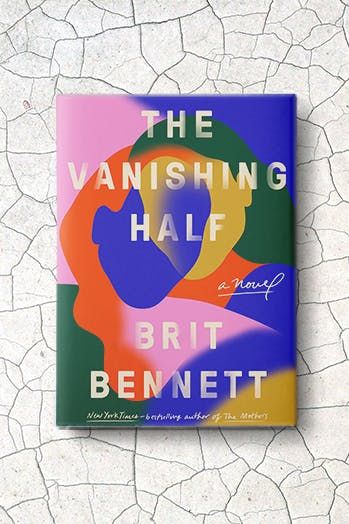 THE
VANISHING
HALF
a novel
BRIT
BENNETT
New York Times–bestselling author of The Mothers